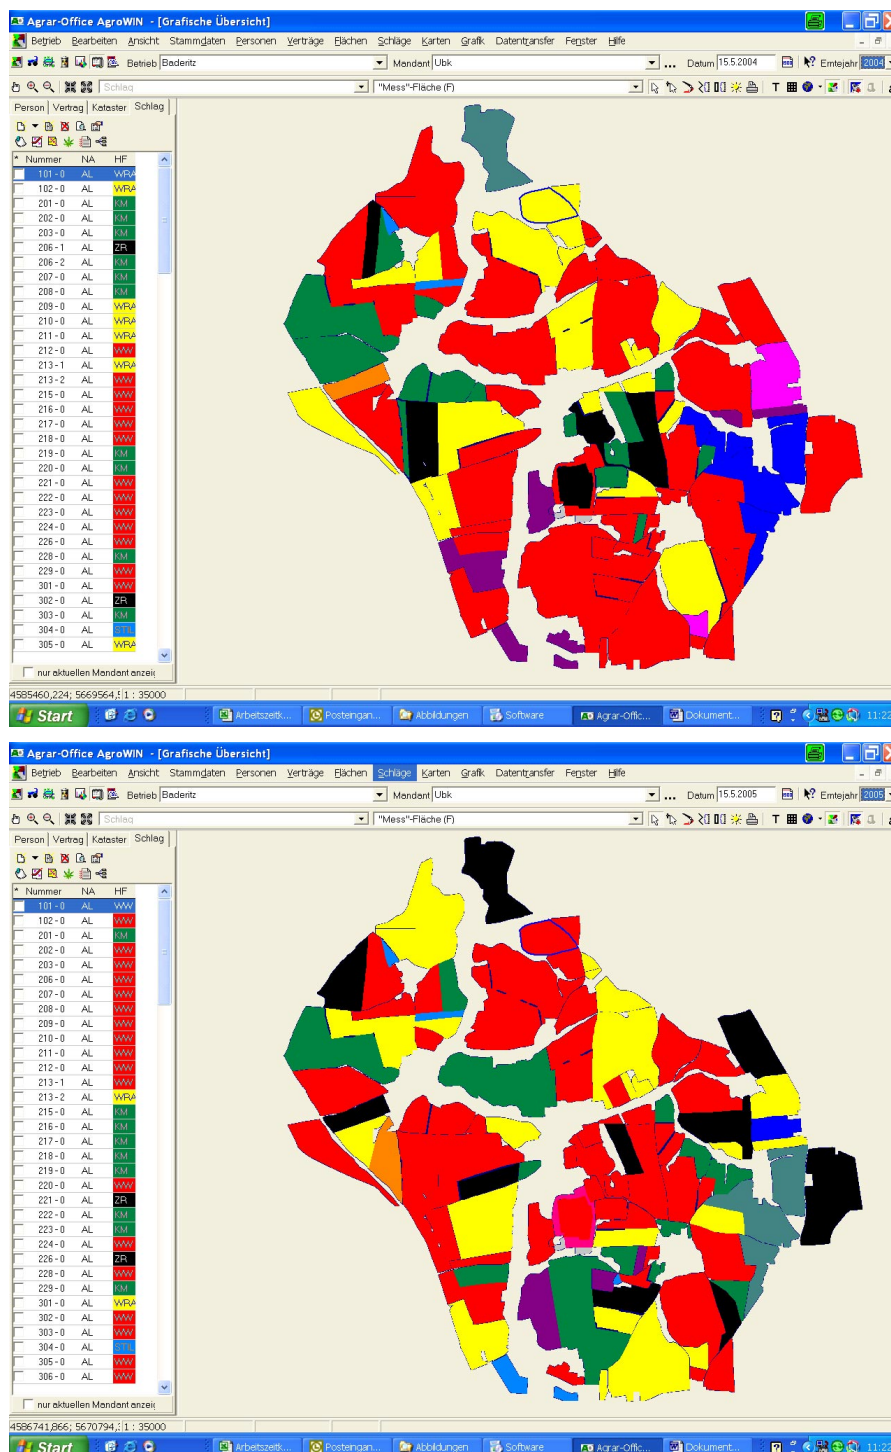 Agrar-Office AgroWIN - [Grafische Übersicht]
Betrieb Bearbeiten Ansicht Stammdaten Personen Verträge Flächen Schläge Karten Grafik Datentransfer Fenster Hilfe
Betrieb Baderitz Mandant Ubk ... Datum 15.5.2004 Erntejahr 2004
Schlag "Mess"-Fläche (F) T
Person Vertrag Kataster Schlag
* Nummer NA HF
101 - 0 AL WRA
102 - 0 AL WRA
201 - 0 AL KM
202 - 0 AL KM
203 - 0 AL KM
206 - 1 AL ZR
206 - 2 AL KM
207 - 0 AL KM
208 - 0 AL KM
209 - 0 AL WRA
210 - 0 AL WRA
211 - 0 AL WRA
212 - 0 AL WW
213 - 1 AL WRA
213 - 2 AL WW
215 - 0 AL WW
216 - 0 AL WW
217 - 0 AL WW
218 - 0 AL WW
219 - 0 AL KM
220 - 0 AL KM
221 - 0 AL WW
222 - 0 AL WW
223 - 0 AL WW
224 - 0 AL WW
226 - 0 AL WW
228 - 0 AL KM
229 - 0 AL WW
301 - 0 AL WW
302 - 0 AL ZR
303 - 0 AL KM
304 - 0 AL STIL
305 - 0 AL WRA
nur aktuellen Mandant anzeig
4585460,224; 5669564, 1 : 35000
Start Arbeitszeitk... Posteingan... Abbildungen Software Agrar-Offic... Dokument... 11:22
Agrar-Office AgroWIN - [Grafische Übersicht]
Betrieb Bearbeiten Ansicht Stammdaten Personen Verträge Flächen Schläge Karten Grafik Datentransfer Fenster Hilfe
Betrieb Baderitz Mandant Ubk ... Datum 15.5.2005 Erntejahr 2005
Schlag "Mess"-Fläche (F) T
Person Vertrag Kataster Schlag
* Nummer NA HF
101 - 0 AL WW
102 - 0 AL WW
201 - 0 AL KM
202 - 0 AL WW
203 - 0 AL WW
206 - 0 AL WW
207 - 0 AL WW
208 - 0 AL WW
209 - 0 AL WW
210 - 0 AL WW
211 - 0 AL WW
212 - 0 AL WW
213 - 1 AL WW
213 - 2 AL WRA
215 - 0 AL KM
216 - 0 AL KM
217 - 0 AL KM
218 - 0 AL KM
219 - 0 AL KM
220 - 0 AL WW
221 - 0 AL ZR
222 - 0 AL KM
223 - 0 AL KM
224 - 0 AL WW
226 - 0 AL ZR
228 - 0 AL WW
229 - 0 AL KM
301 - 0 AL WRA
302 - 0 AL WW
303 - 0 AL WW
304 - 0 AL STIL
305 - 0 AL WW
306 - 0 AL WW
nur aktuellen Mandant anzeig
4586741,866; 5670794, 1 : 35000
Start Arbeitszeitk... Posteingan... Abbildungen Software Agrar-Offic... Dokument...